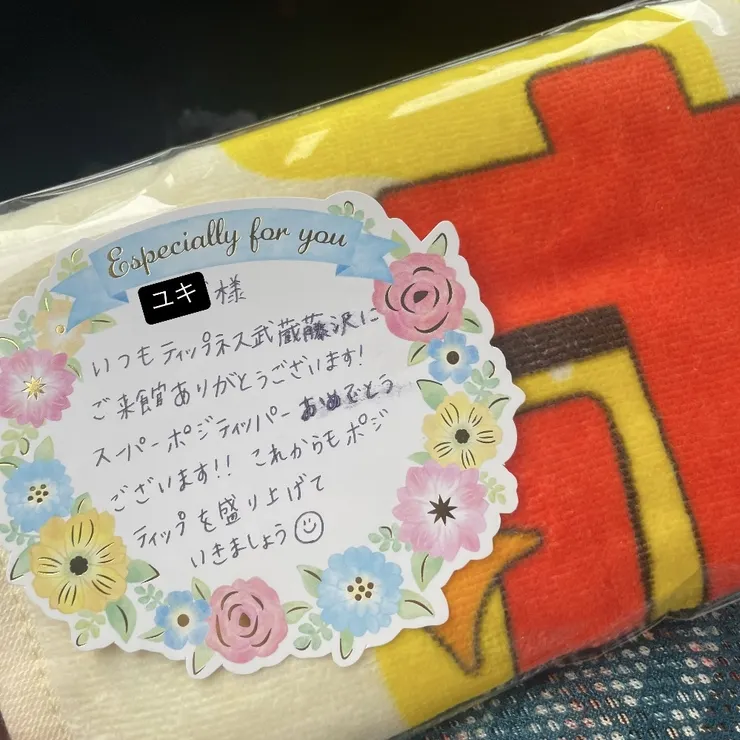 Especially for you
ユキ様
いつもティップネス武蔵藤沢に
ご来館ありがとうございます!
スーパーポジティッパーおめでとう
ございます!! これからもポジ
ティップを盛り上げて
いきましょう